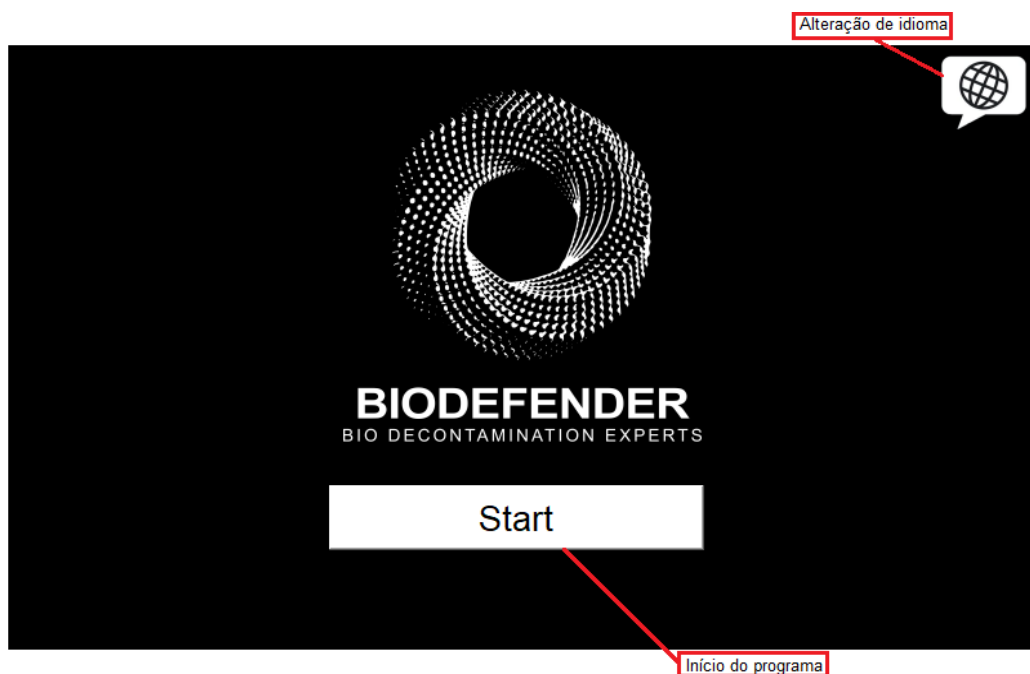 Alteração de idioma
BIODEFENDER
BIO DECONTAMINATION EXPERTS
Start
Início do programa